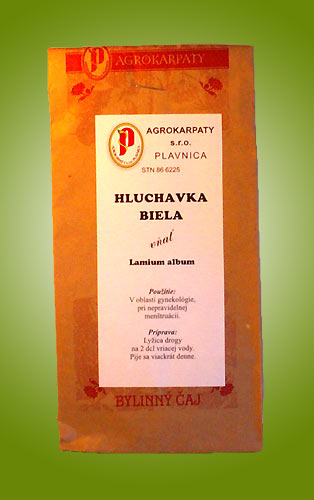 AGROKARPATY
AGROKARPATY
s.r.o.
PLAVNICA
STN 86 6225
HLUCHAVKA
BIELA
vňať
Lamium album
Použitie:
V oblasti gynekológie,
pri nepravidelnej
menštruácii.
Príprava:
Lyžica drogy
na 2 dcl vriacej vody.
Pije sa viackrát denne.
BYLINNÝ ČAJ